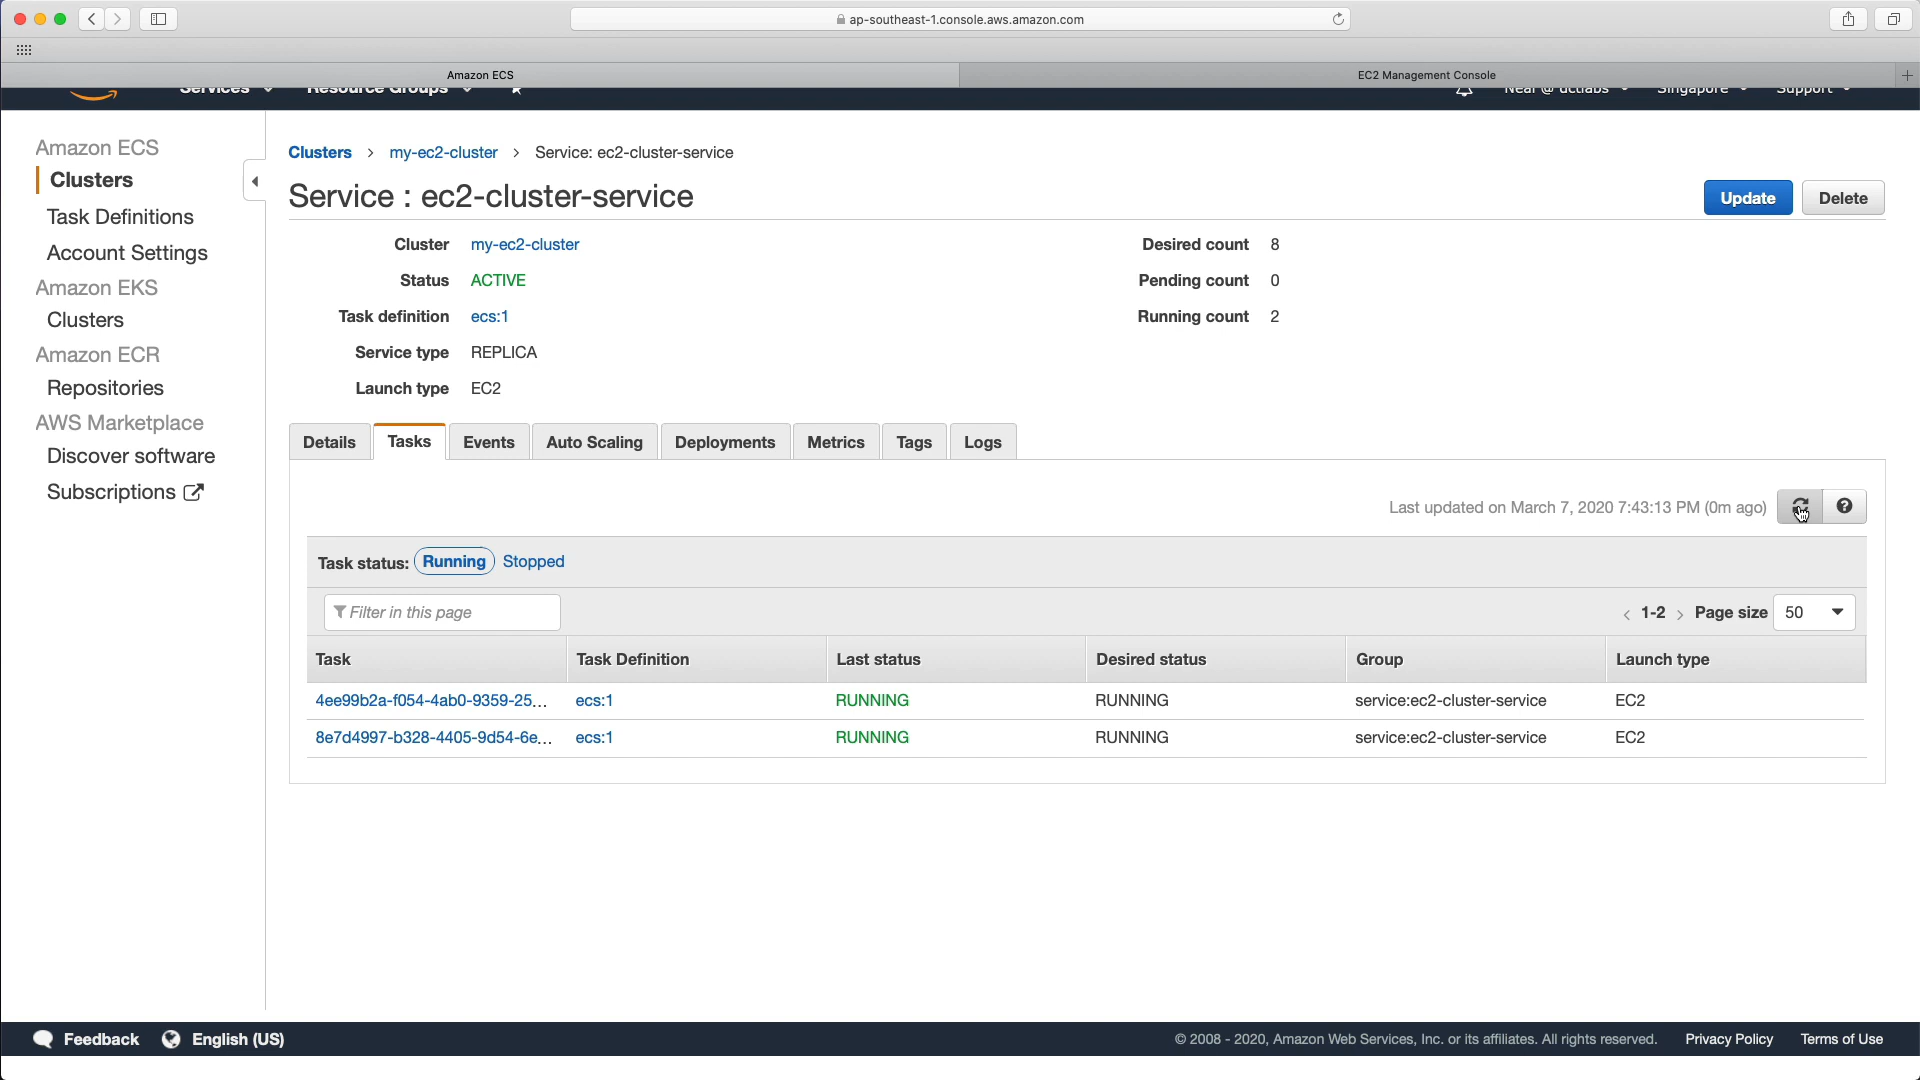 ap-southeast-1.console.aws.amazon.com
Amazon ECS
EC2 Management Console
Services
Resource Groups
Near @ dctlabs
Singapore
Support
Amazon ECS
Clusters
Task Definitions
Account Settings
Amazon EKS
Clusters
Amazon ECR
Repositories
AWS Marketplace
Discover software
Subscriptions
Clusters > my-ec2-cluster > Service: ec2-cluster-service
Service : ec2-cluster-service
Update
Delete
Cluster my-ec2-cluster
Status ACTIVE
Task definition ecs:1
Service type REPLICA
Launch type EC2
Desired count 8
Pending count 0
Running count 2
Details
Tasks
Events
Auto Scaling
Deployments
Metrics
Tags
Logs
Last updated on March 7, 2020 7:43:13 PM (0m ago)
Task status: Running Stopped
Filter in this page
< 1-2 > Page size 50
Task Task Definition Last status Desired status Group Launch type
4ee99b2a-f054-4ab0-9359-25... ecs:1 RUNNING RUNNING service:ec2-cluster-service EC2
8e7d4997-b328-4405-9d54-6e... ecs:1 RUNNING RUNNING service:ec2-cluster-service EC2
Feedback
English (US)
© 2008 - 2020, Amazon Web Services, Inc. or its affiliates. All rights reserved.
Privacy Policy
Terms of Use